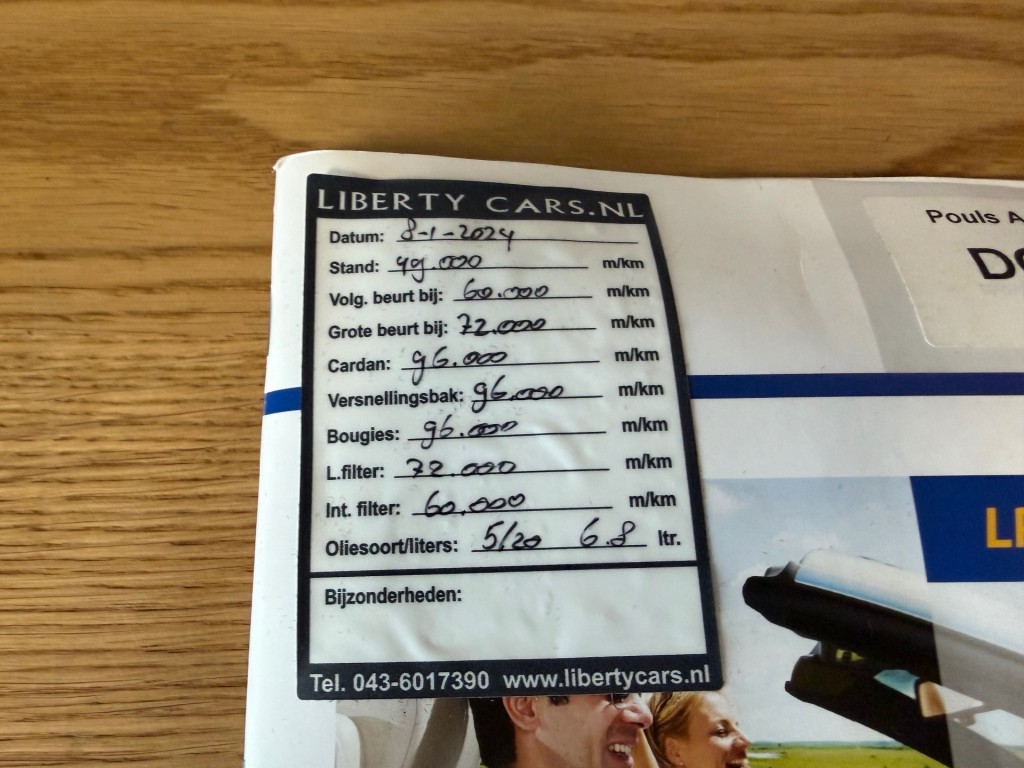 LIBERTY CARS.NL
Datum: 8-1-2024
Stand: 49.000 m/km
Volg. beurt bij: 60.000 m/km
Grote beurt bij: 72.000 m/km
Cardan: 96.000 m/km
Versnellingsbak: 96.000 m/km
Bougies: 96.000 m/km
L.filter: 72.000 m/km
Int. filter: 60.000 m/km
Oliesoort/liters: 5/20 6.8 ltr.
Bijzonderheden:
Tel. 043-6017390 www.libertycars.nl
Pouls A